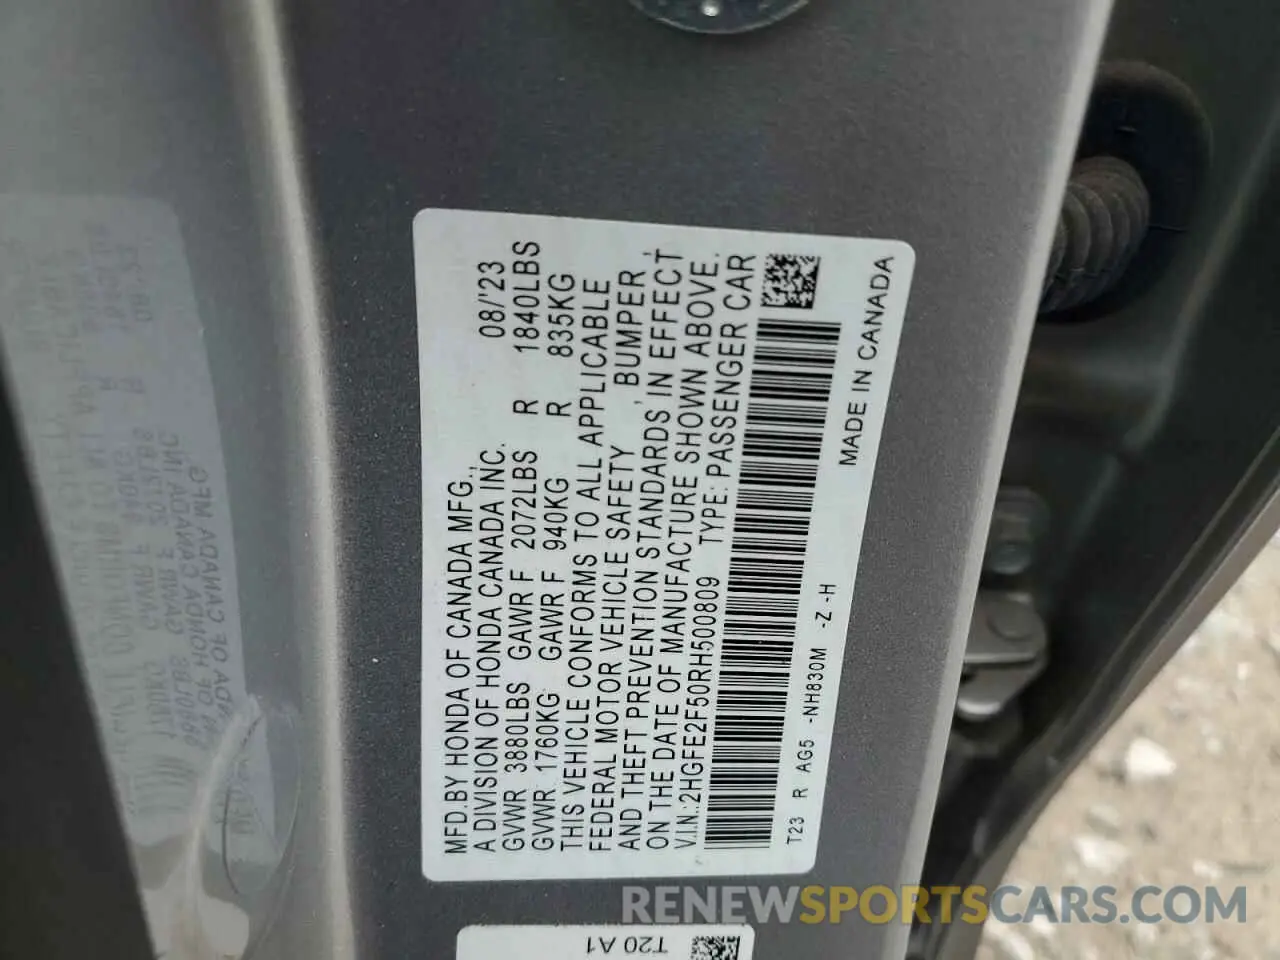 MFD.BY HONDA OF CANADA MFG., 08/'23
A DIVISION OF HONDA CANADA INC.
GVWR 3880LBS GAWR F 2072LBS R 1840LBS
GVWR 1760KG GAWR F 940KG R 835KG
THIS VEHICLE CONFORMS TO ALL APPLICABLE
FEDERAL MOTOR VEHICLE SAFETY , BUMPER ,
AND THEFT PREVENTION STANDARDS, IN EFFECT
ON THE DATE OF MANUFACTURE SHOWN ABOVE.
V.I.N.:2HGFE2F50RH500809 TYPE:PASSENGER CAR
T23 R AG5 -NH830M -Z -H
MADE IN CANADA
T20 A1
RENEWSPORTSCARS.COM